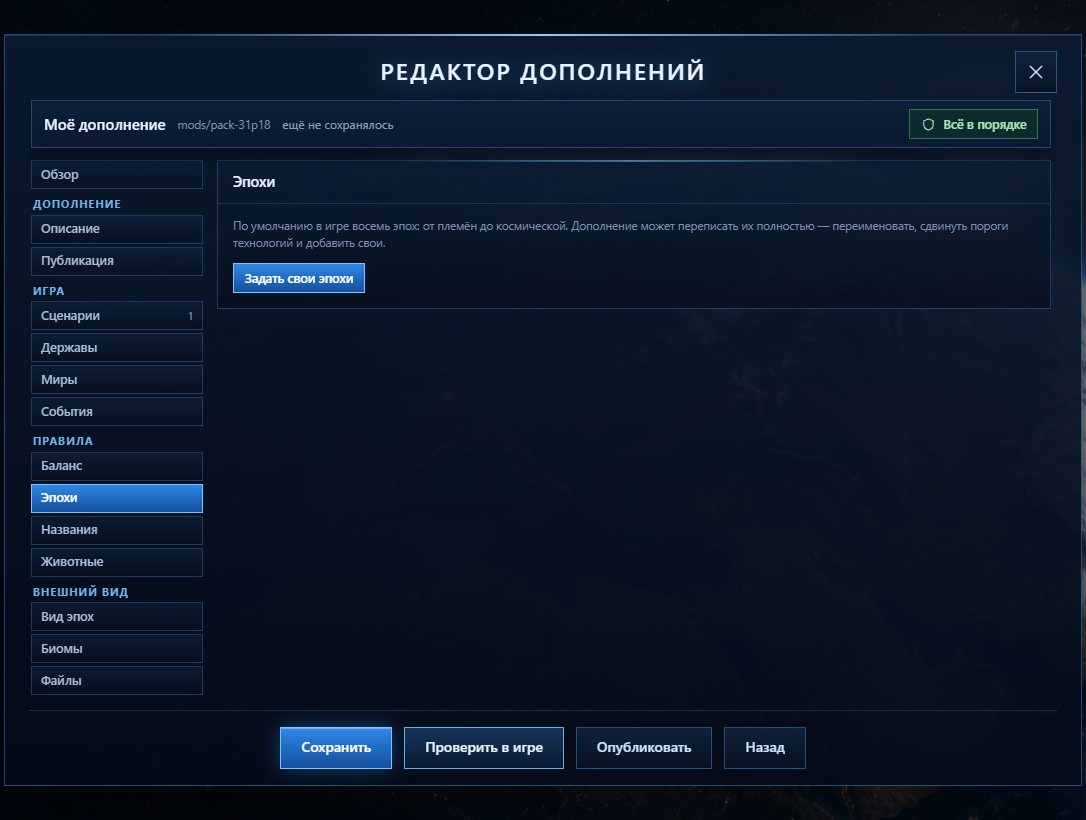 РЕДАКТОР ДОПОЛНЕНИЙ
Моё дополнение mods/pack-31p18 ещё не сохранялось
Всё в порядке
Обзор
ДОПОЛНЕНИЕ
Описание
Публикация
ИГРА
Сценарии 1
Державы
Миры
События
ПРАВИЛА
Баланс
Эпохи
Названия
Животные
ВНЕШНИЙ ВИД
Вид эпох
Биомы
Файлы
Эпохи
По умолчанию в игре восемь эпох: от племён до космической. Дополнение может переписать их полностью — переименовать, сдвинуть пороги
технологий и добавить свои.
Задать свои эпохи
Сохранить
Проверить в игре
Опубликовать
Назад